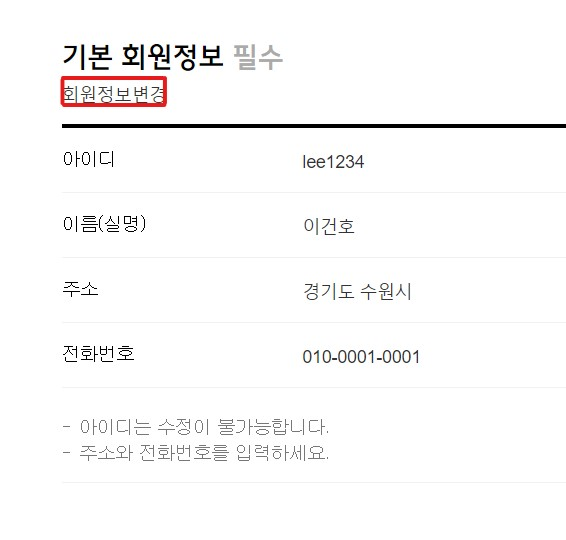 기본 회원정보 필수
회원정보변경
아이디 lee1234
이름(실명) 이건호
주소 경기도 수원시
전화번호 010-0001-0001
- 아이디는 수정이 불가능합니다.
- 주소와 전화번호를 입력하세요.